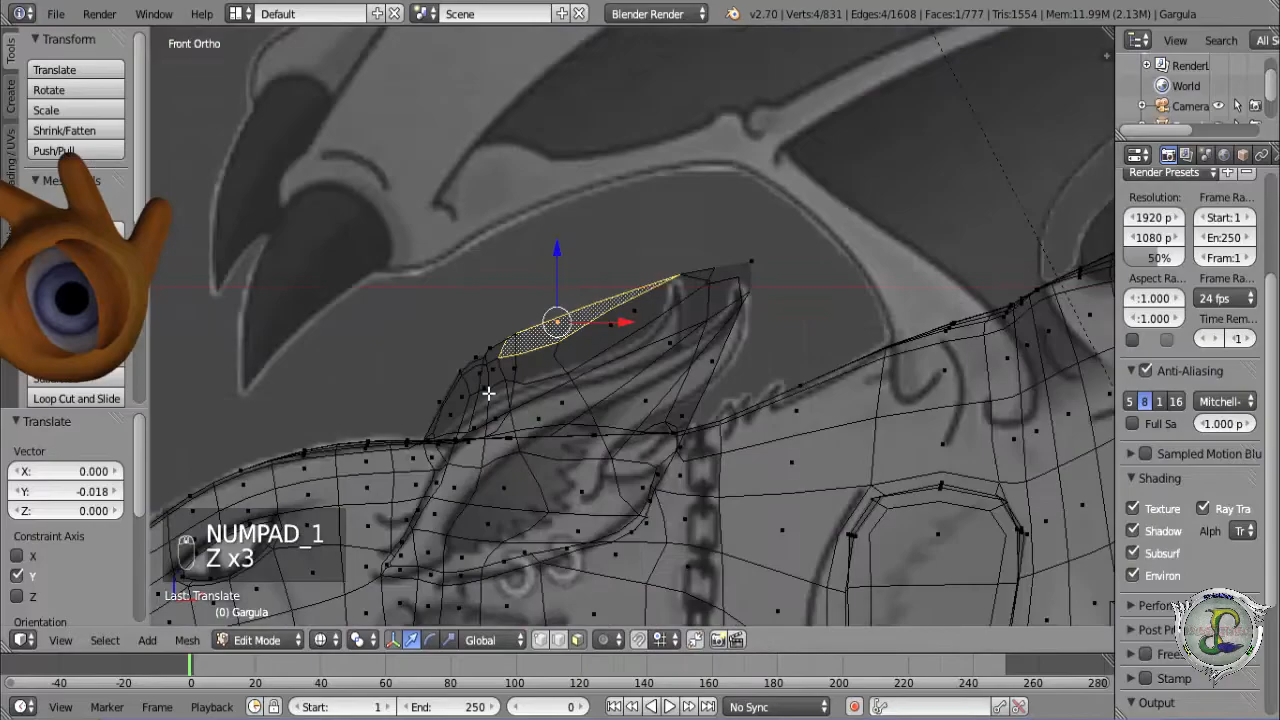 File Render Window Help Default Scene Blender Render v2.70 | Verts:4/831 | Edges:4/1608 | Faces:1/777 | Tris:1554 | Mem:11.99M (2.13M) | Gargula
Transform
Front Ortho
View Search All S
Translate
Rotate
Scale
Shrink/Fatten
Push/Pull
Tools
Create
RenderL
World
Camera
Render Presets
Resolution: Frame Ra...
1920 p Start: 1
1080 p En:250
50% Fram:1
Aspect Ra Frame Ra...
:1.000 24 fps
:1.000 Time Rem...
1
Anti-Aliasing
5 8 1 16 Mitchell-
Full Sa 1.000 p
Sampled Motion Blu
Shading
Texture Ray Tra
Shadow Alph Tr
Subsurf
Environ
Perfor
Post Pr
Stamp
Output
Loop Cut and Slide
Translate
Vector
X: 0.000
Y: -0.018
Z: 0.000
Constraint Axis
X
Y
Z
Orientation
NUMPAD_1
Z x3
Last: Translate
(0) Gargula
View Select Add Mesh Edit Mode Global
-40 -20 0 20 40 60 80 100 120 140 160 180 200 220 240 260 280
View Marker Frame Playback Start: 1 End: 250 0 No Sync